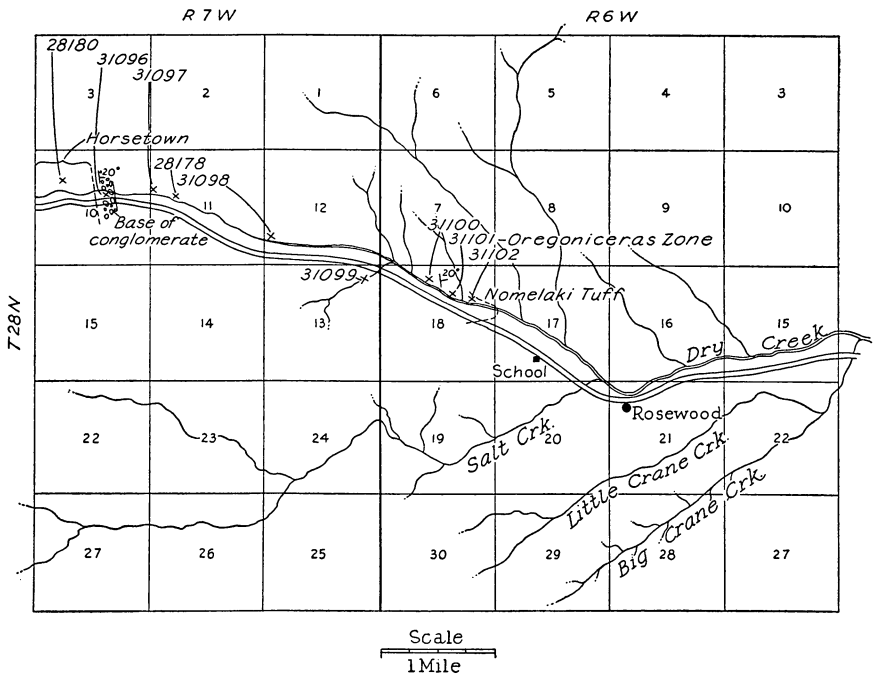 R 7 W
R 6 W
28180
31096
31097
3
2
1
6
5
4
3
Horsetown
28178
31098
20°
10
11
12
7
8
9
10
Base of
conglomerate
31100
31101-Oregoniceras Zone
31102
20°
31099
Nomelaki Tuff
T 28 N
15
14
13
18
17
16
15
School
Dry Creek
Rosewood
22
23
24
19
20
21
22
Salt Crk.
Little Crane Crk.
Big Crane Crk.
27
26
25
30
29
28
27
Scale
1 Mile